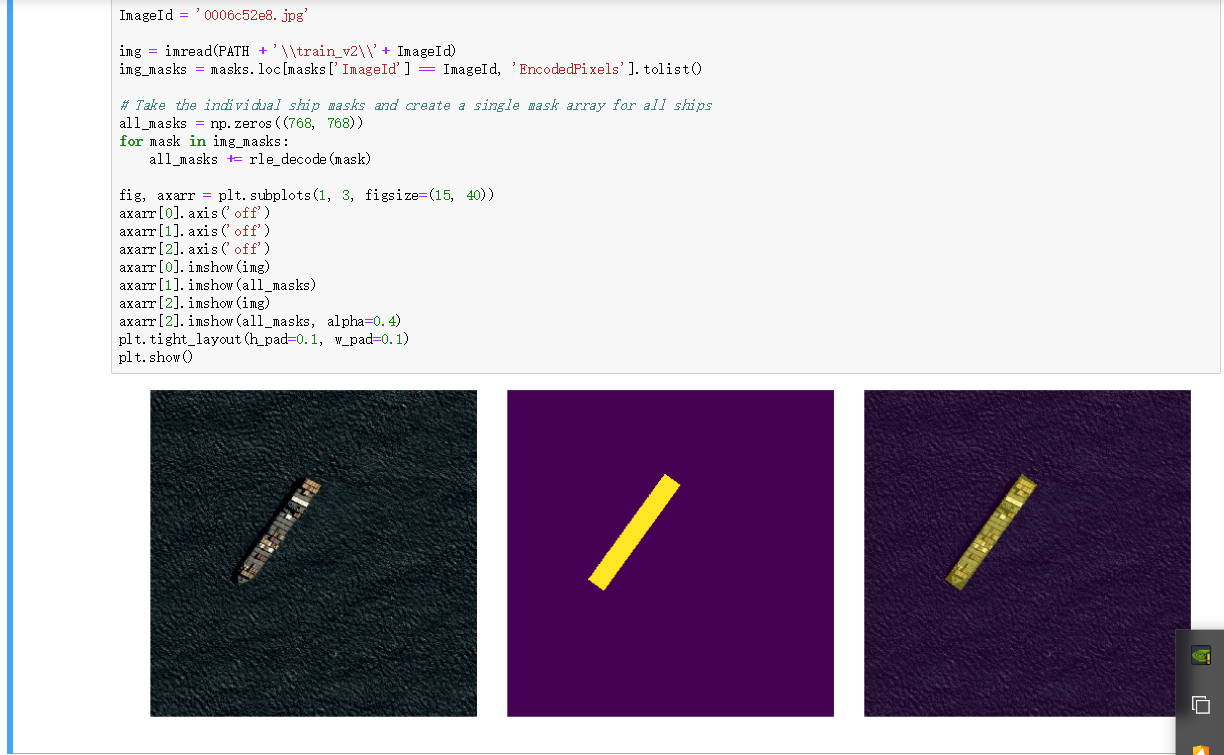 ImageId = '0006c52e8.jpg'
img = imread(PATH +'\\train_v2\\'+ ImageId)
img_masks = masks.loc[masks['ImageId'] == ImageId, 'EncodedPixels'].tolist()
# Take the individual ship masks and create a single mask array for all ships
all_masks = np.zeros((768, 768))
for mask in img_masks:
    all_masks += rle_decode(mask)
fig, axarr = plt.subplots(1, 3, figsize=(15, 40))
axarr[0].axis('off')
axarr[1].axis('off')
axarr[2].axis('off')
axarr[0].imshow(img)
axarr[1].imshow(all_masks)
axarr[2].imshow(img)
axarr[2].imshow(all_masks, alpha=0.4)
plt.tight_layout(h_pad=0.1, w_pad=0.1)
plt.show()